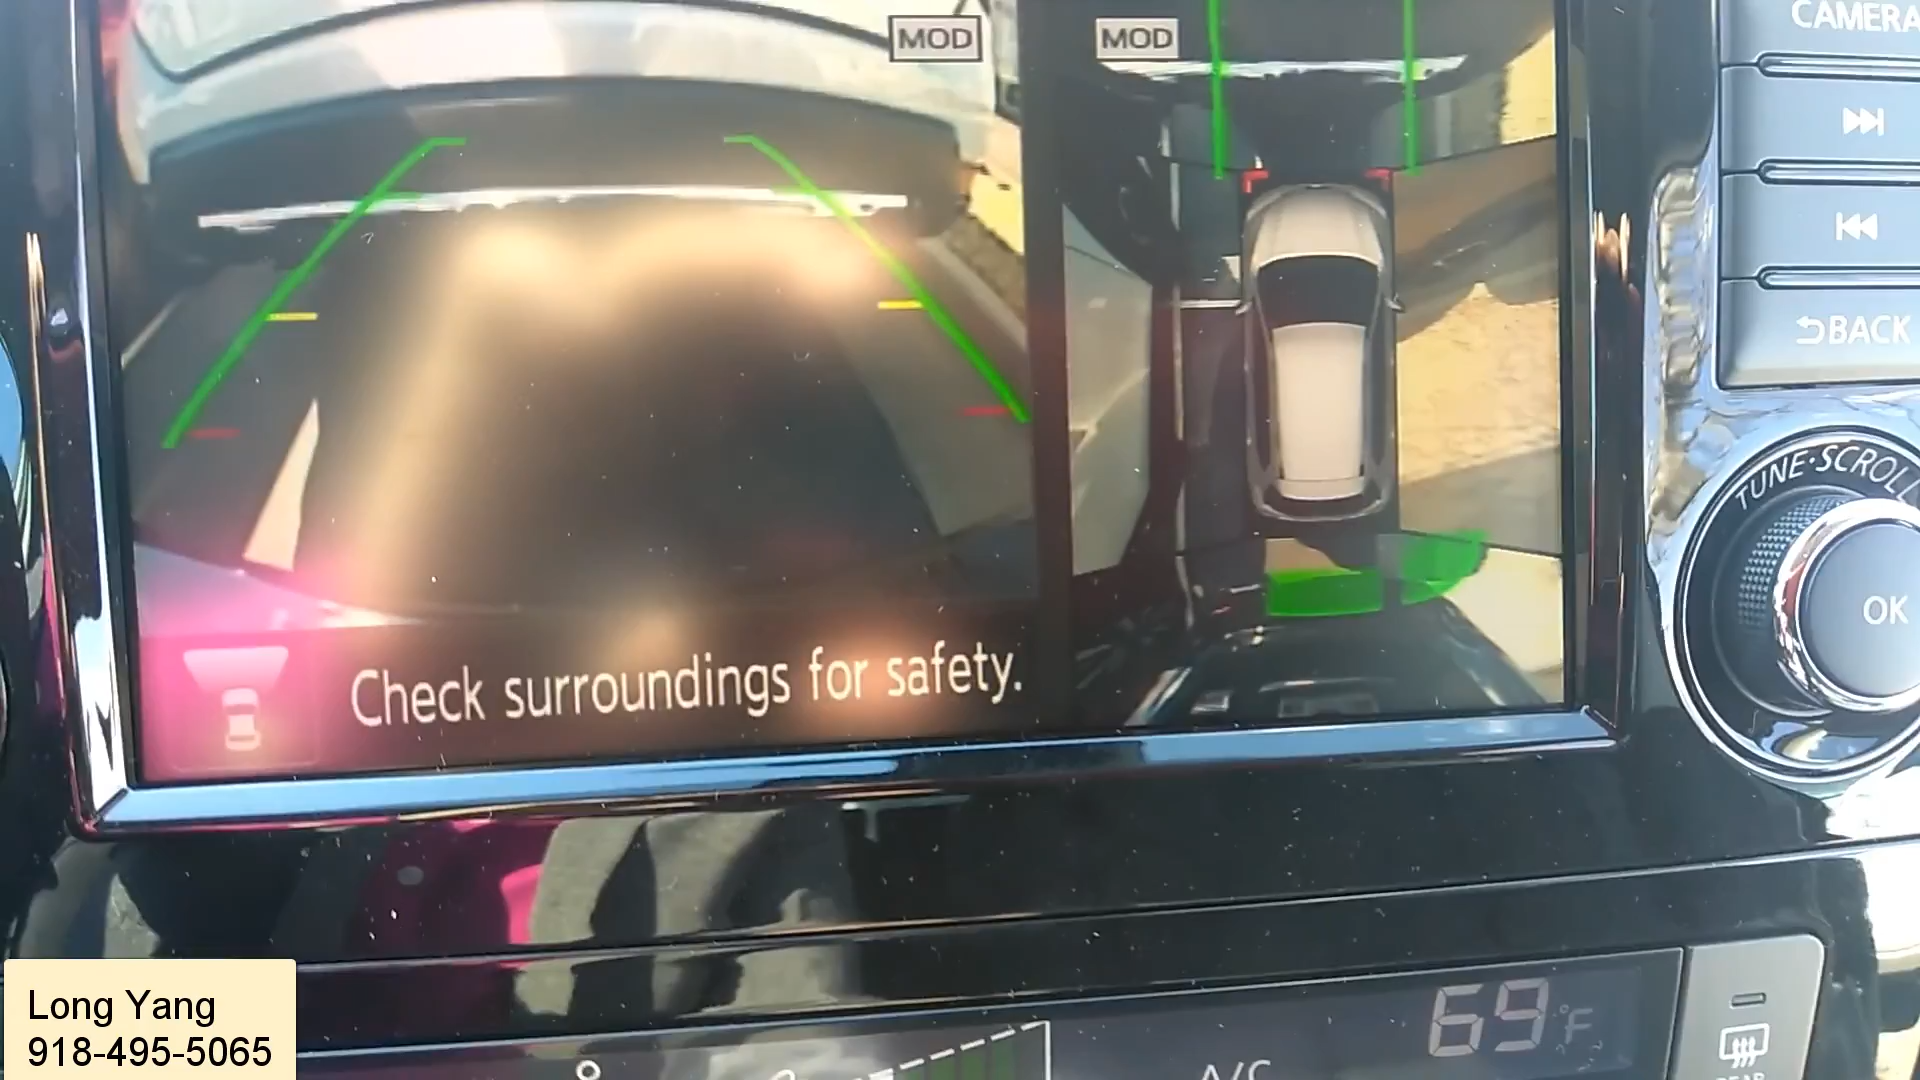 MOD
MOD
CAMERA
BACK
TUNE·SCROLL
OK
Check surroundings for safety.
69°F
A/C
Long Yang
918-495-5065